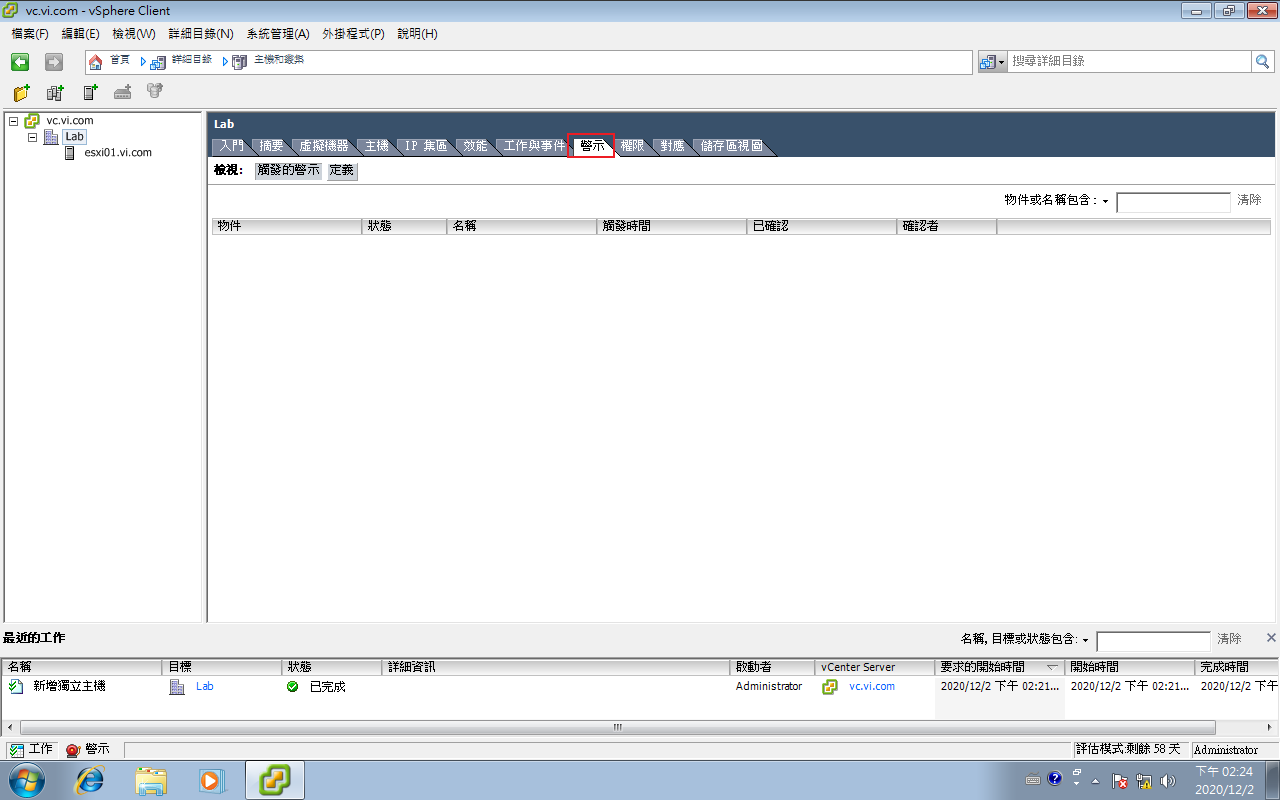 vc.vi.com - vSphere Client
檔案(F) 編輯(E) 檢視(W) 詳細目錄(N) 系統管理(A) 外掛程式(P) 說明(H)
首頁 詳細目錄 主機和叢集 搜尋詳細目錄
vc.vi.com
Lab
esxi01.vi.com
Lab
入門 摘要 虛擬機器 主機 IP 集區 效能 工作與事件 警示 權限 對應 儲存區視圖
檢視: 觸發的警示 定義
物件或名稱包含: 清除
物件 狀態 名稱 觸發時間 已確認 確認者
最近的工作 名稱, 目標或狀態包含: 清除
名稱 目標 狀態 詳細資訊 啟動者 vCenter Server 要求的開始時間 開始時間 完成時間
新增獨立主機 Lab 已完成 Administrator vc.vi.com 2020/12/2 下午 02:21... 2020/12/2 下午 02:21... 2020/12/2 下午
工作 警示 評估模式:剩餘 58 天 Administrator
下午 02:24
2020/12/2